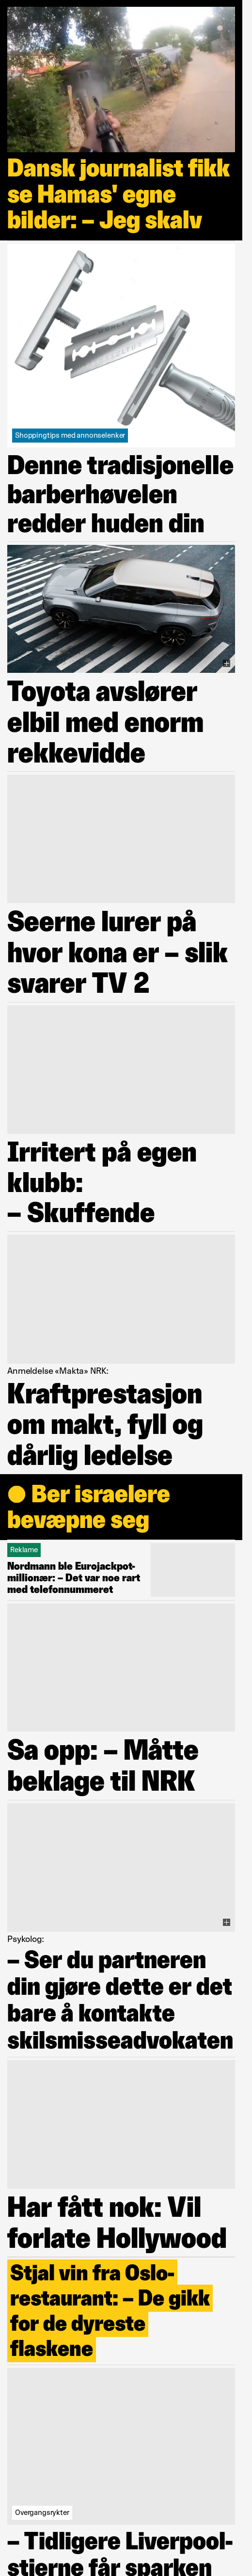 Dansk journalist fikk
se Hamas' egne
bilder: – Jeg skalv
Shoppingtips med annonselenker
Denne tradisjonelle
barberhøvelen
redder huden din
Toyota avslører
elbil med enorm
rekkevidde
Seerne lurer på
hvor kona er – slik
svarer TV 2
Irritert på egen
klubb:
– Skuffende
Anmeldelse «Makta» NRK:
Kraftprestasjon
om makt, fyll og
dårlig ledelse
Ber israelere
bevæpne seg
Reklame
Nordmann ble Eurojackpot-
millionær: – Det var noe rart
med telefonnummeret
Sa opp: – Måtte
beklage til NRK
Psykolog:
– Ser du partneren
din gjøre dette er det
bare å kontakte
skilsmisseadvokaten
Har fått nok: Vil
forlate Hollywood
Stjal vin fra Oslo-
restaurant: – De gikk
for de dyreste
flaskene
Overgangsrykter
– Tidligere Liverpool-
stjerne får sparken